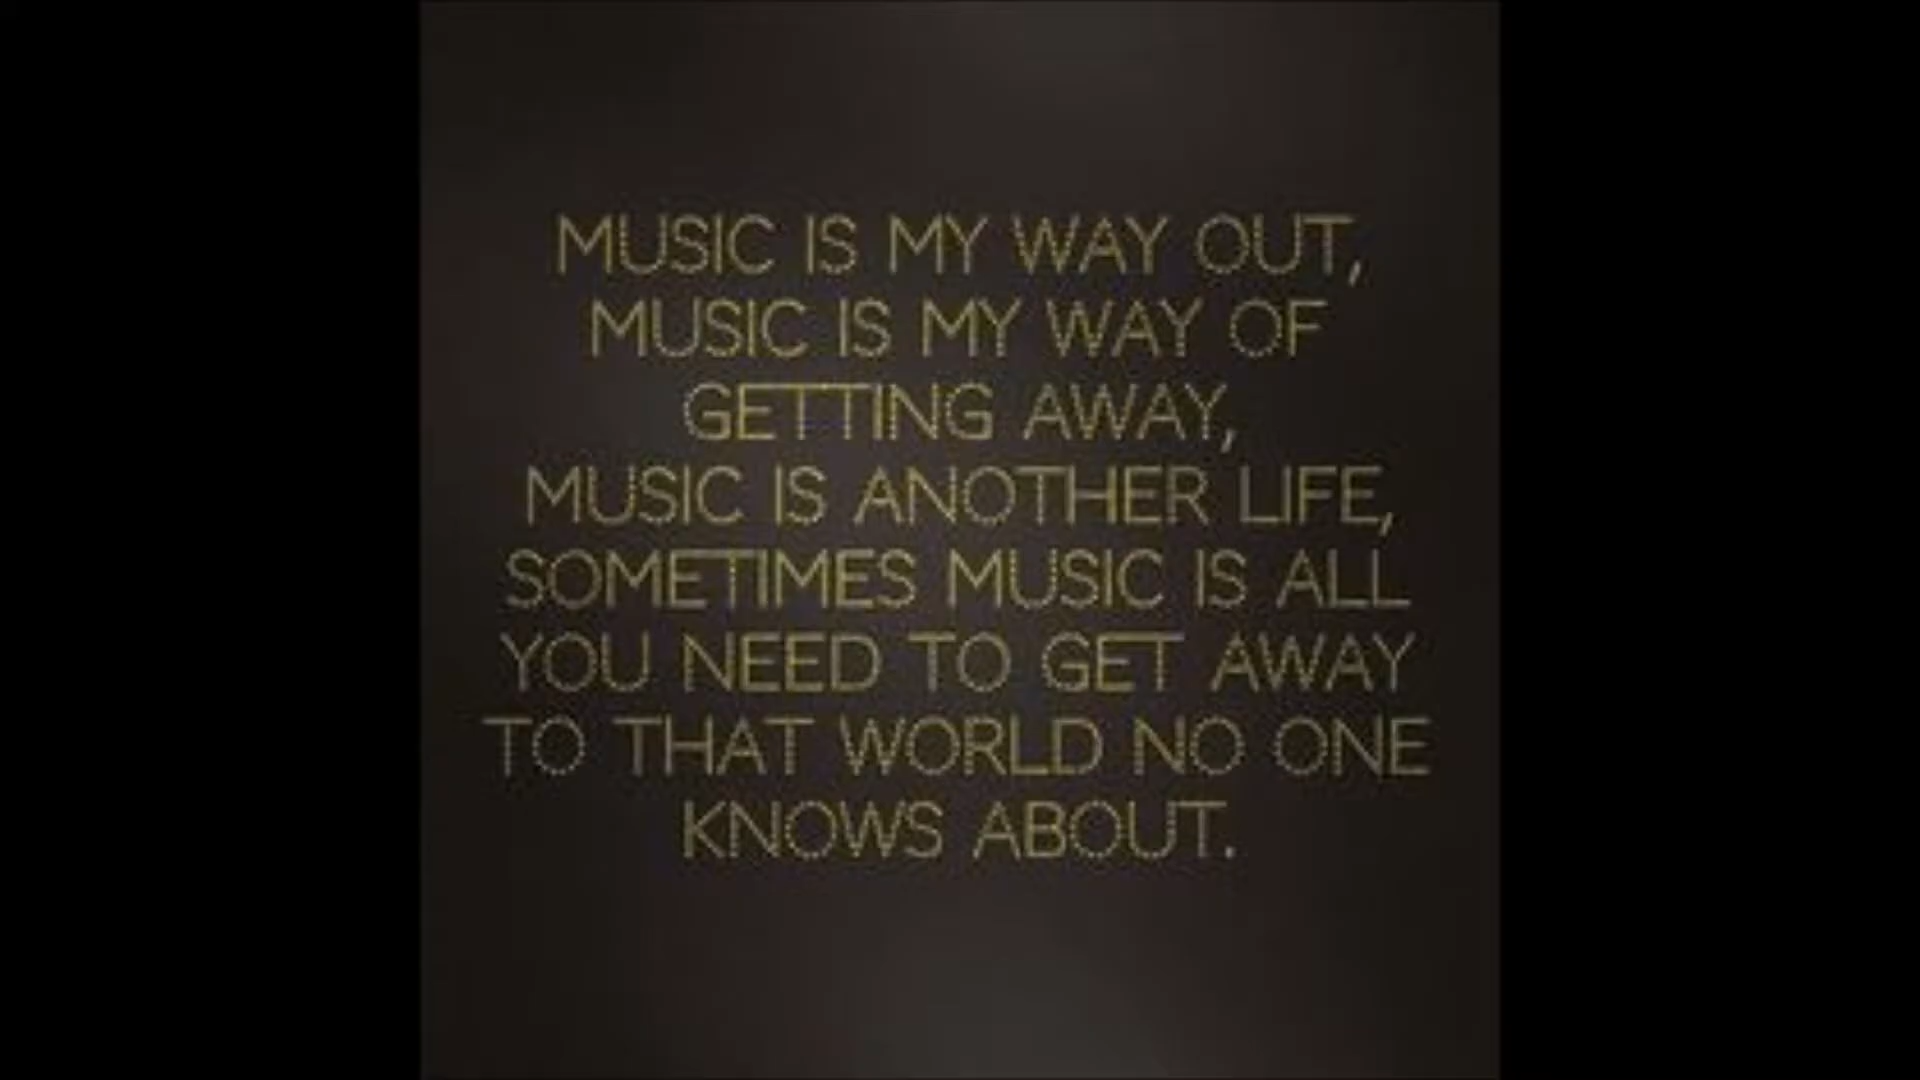 MUSIC IS MY WAY OUT,
MUSIC IS MY WAY OF
GETTING AWAY,
MUSIC IS ANOTHER LIFE,
SOMETIMES MUSIC IS ALL
YOU NEED TO GET AWAY
TO THAT WORLD NO ONE
KNOWS ABOUT.